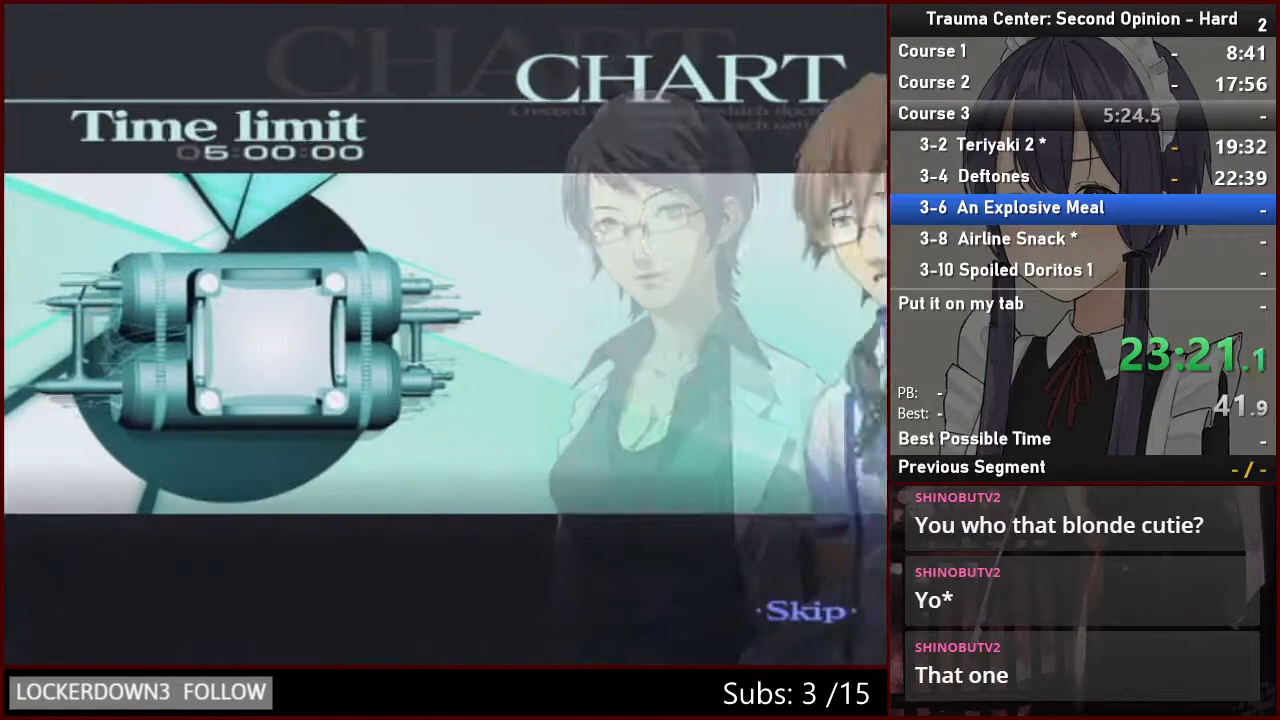 CHART
CHART
Time limit
05:00:00
Skip
LOCKERDOWN3 FOLLOW
Subs: 3 /15
Trauma Center: Second Opinion - Hard 2
Course 1 - 8:41
Course 2 - 17:56
Course 3 5:24.5 -
3-2 Teriyaki 2 * - 19:32
3-4 Deftones - 22:39
3-6 An Explosive Meal -
3-8 Airline Snack * -
3-10 Spoiled Doritos 1 -
Put it on my tab -
23:21.1
PB: -
Best: - 41.9
Best Possible Time -
Previous Segment - / -
SHINOBUTV2
You who that blonde cutie?
SHINOBUTV2
Yo*
SHINOBUTV2
That one